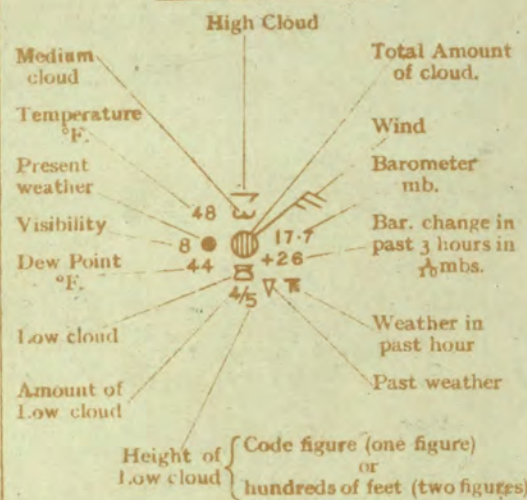 High Cloud
Medium
cloud
Total Amount
of cloud.
Temperature
°F.
Wind
Present
weather
Barometer
mb.
48
Visibility
8
17·7
Bar. change in
past 3 hours in
1/10 mbs.
Dew Point
°F.
44
+26
4/5
Low cloud
Weather in
past hour
Amount of
Low cloud
Past weather
Height of
Low cloud
Code figure (one figure)
or
hundreds of feet (two figures)